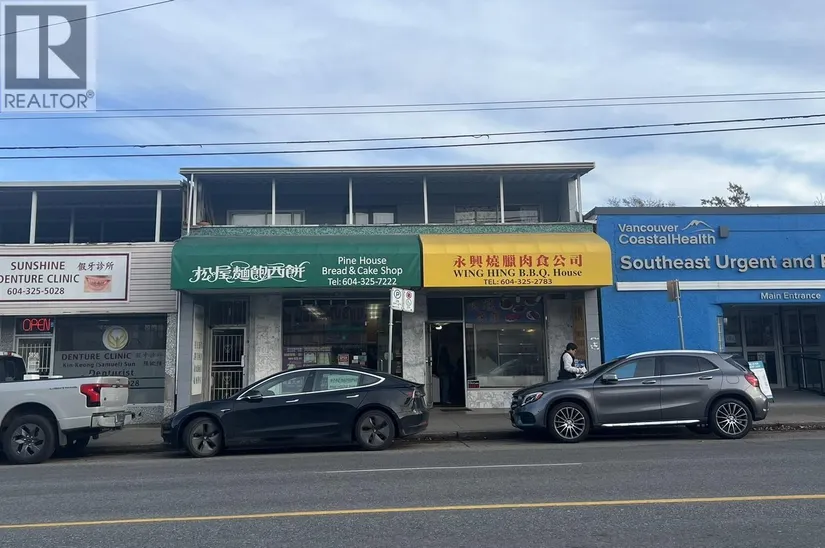 REALTOR®
SUNSHINE
DENTURE CLINIC
604-325-5028
假牙診所
OPEN
DENTURE CLINIC
Denturist
松屋麵飽西餅
Pine House
Bread & Cake Shop
Tel: 604-325-7222
永興燒臘肉食公司
WING HING B.B.Q. House
TEL: 604-325-2783
Vancouver
CoastalHealth
Southeast Urgent and
Main Entrance